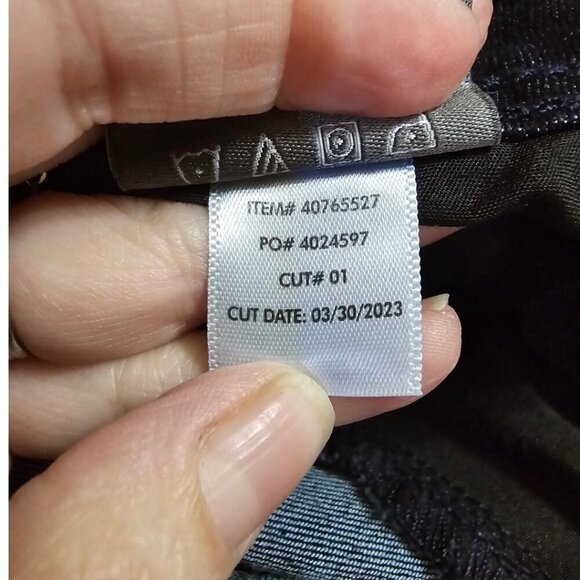 ITEM# 40765527
PO# 4024597
CUT# 01
CUT DATE: 03/30/2023